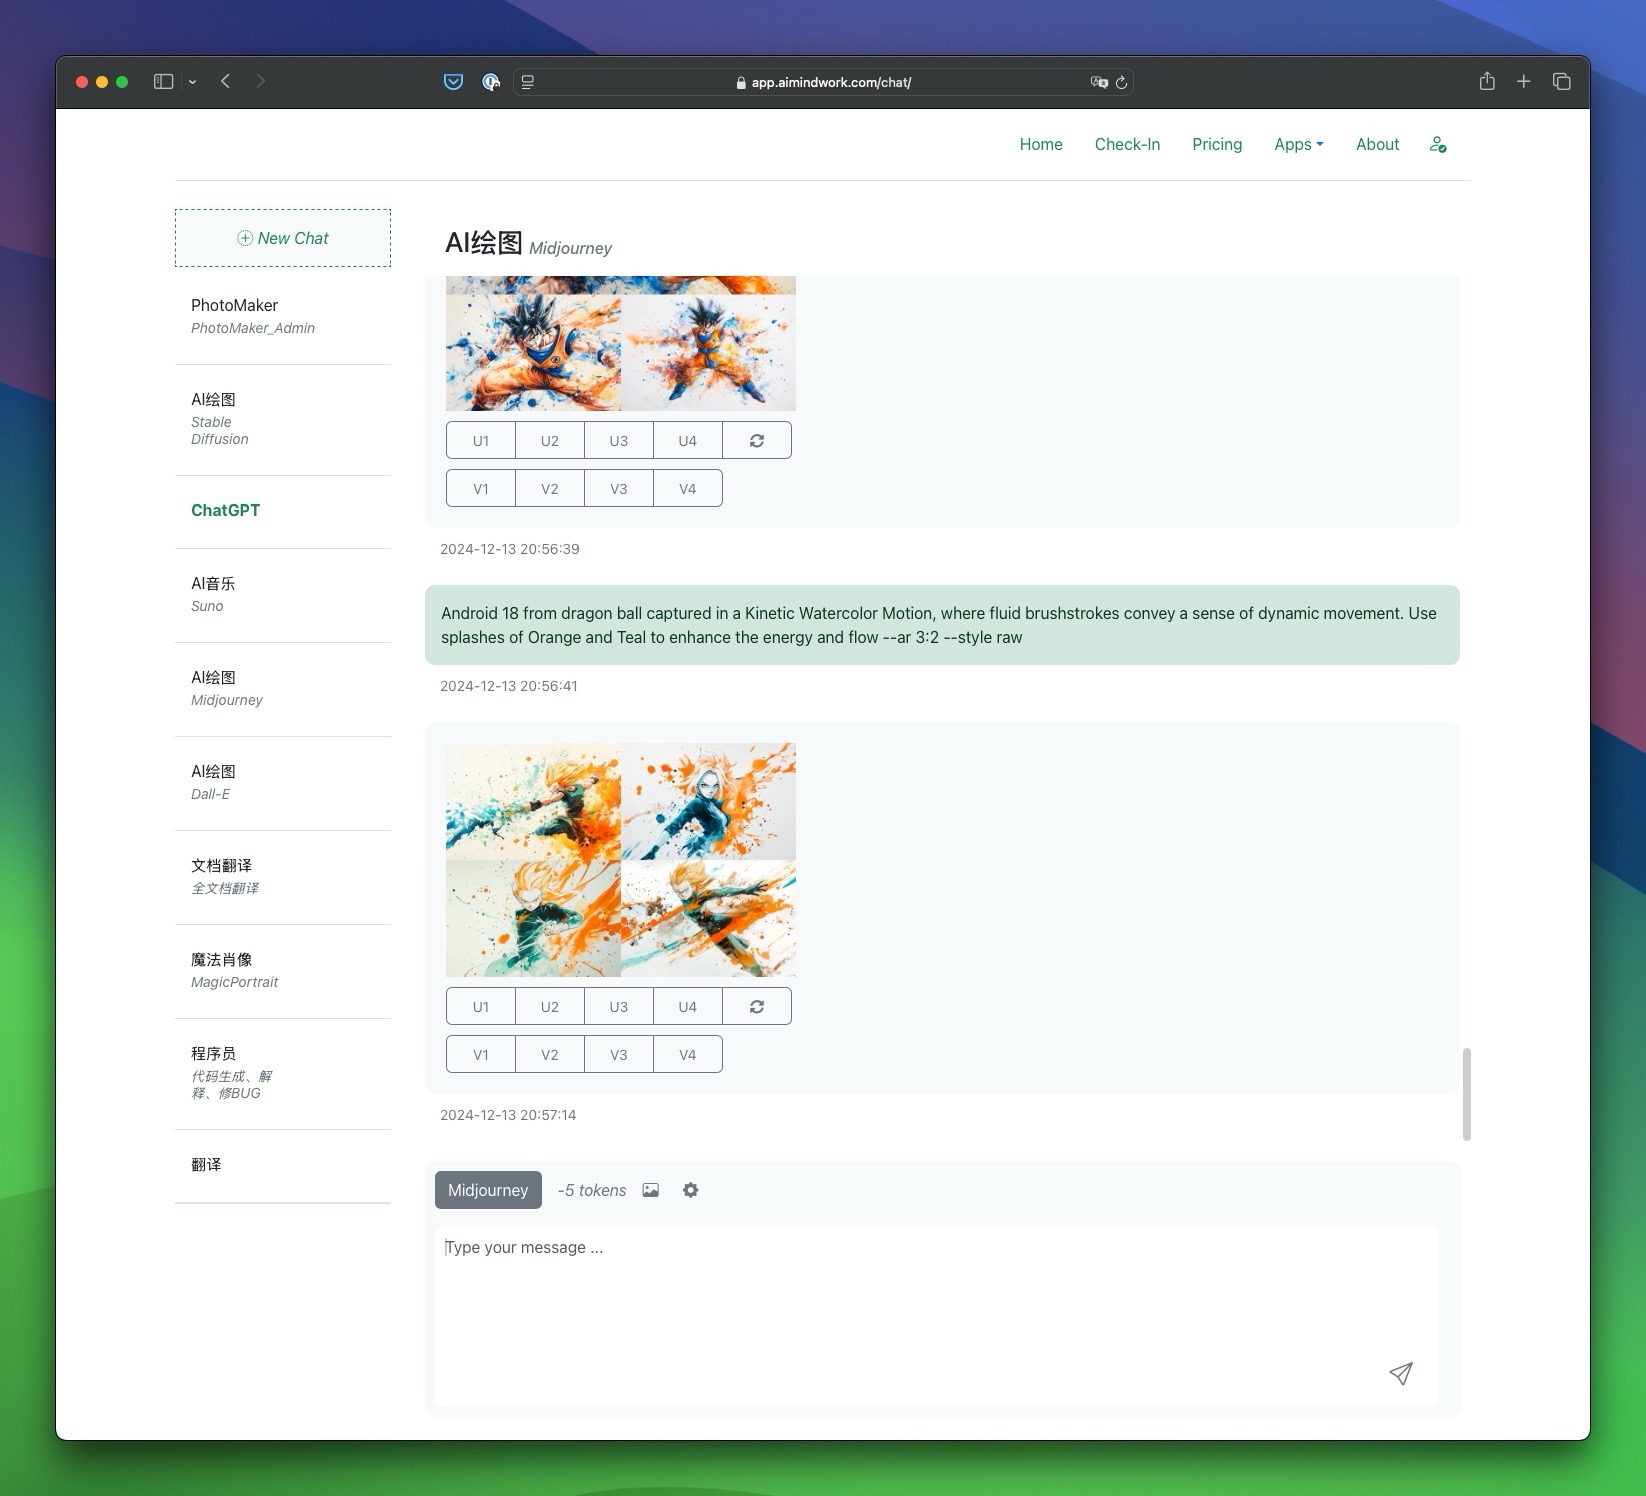 app.aimindwork.com/chat/
Home
Check-In
Pricing
Apps
About
New Chat
PhotoMaker
PhotoMaker_Admin
AI绘图
Stable
Diffusion
ChatGPT
AI音乐
Suno
AI绘图
Midjourney
AI绘图
Dall-E
文档翻译
全文档翻译
魔法肖像
MagicPortrait
程序员
代码生成、解
释、修BUG
翻译
AI绘图 Midjourney
U1
U2
U3
U4
V1
V2
V3
V4
2024-12-13 20:56:39
Android 18 from dragon ball captured in a Kinetic Watercolor Motion, where fluid brushstrokes convey a sense of dynamic movement. Use
splashes of Orange and Teal to enhance the energy and flow --ar 3:2 --style raw
2024-12-13 20:56:41
U1
U2
U3
U4
V1
V2
V3
V4
2024-12-13 20:57:14
Midjourney
-5 tokens
Type your message ...